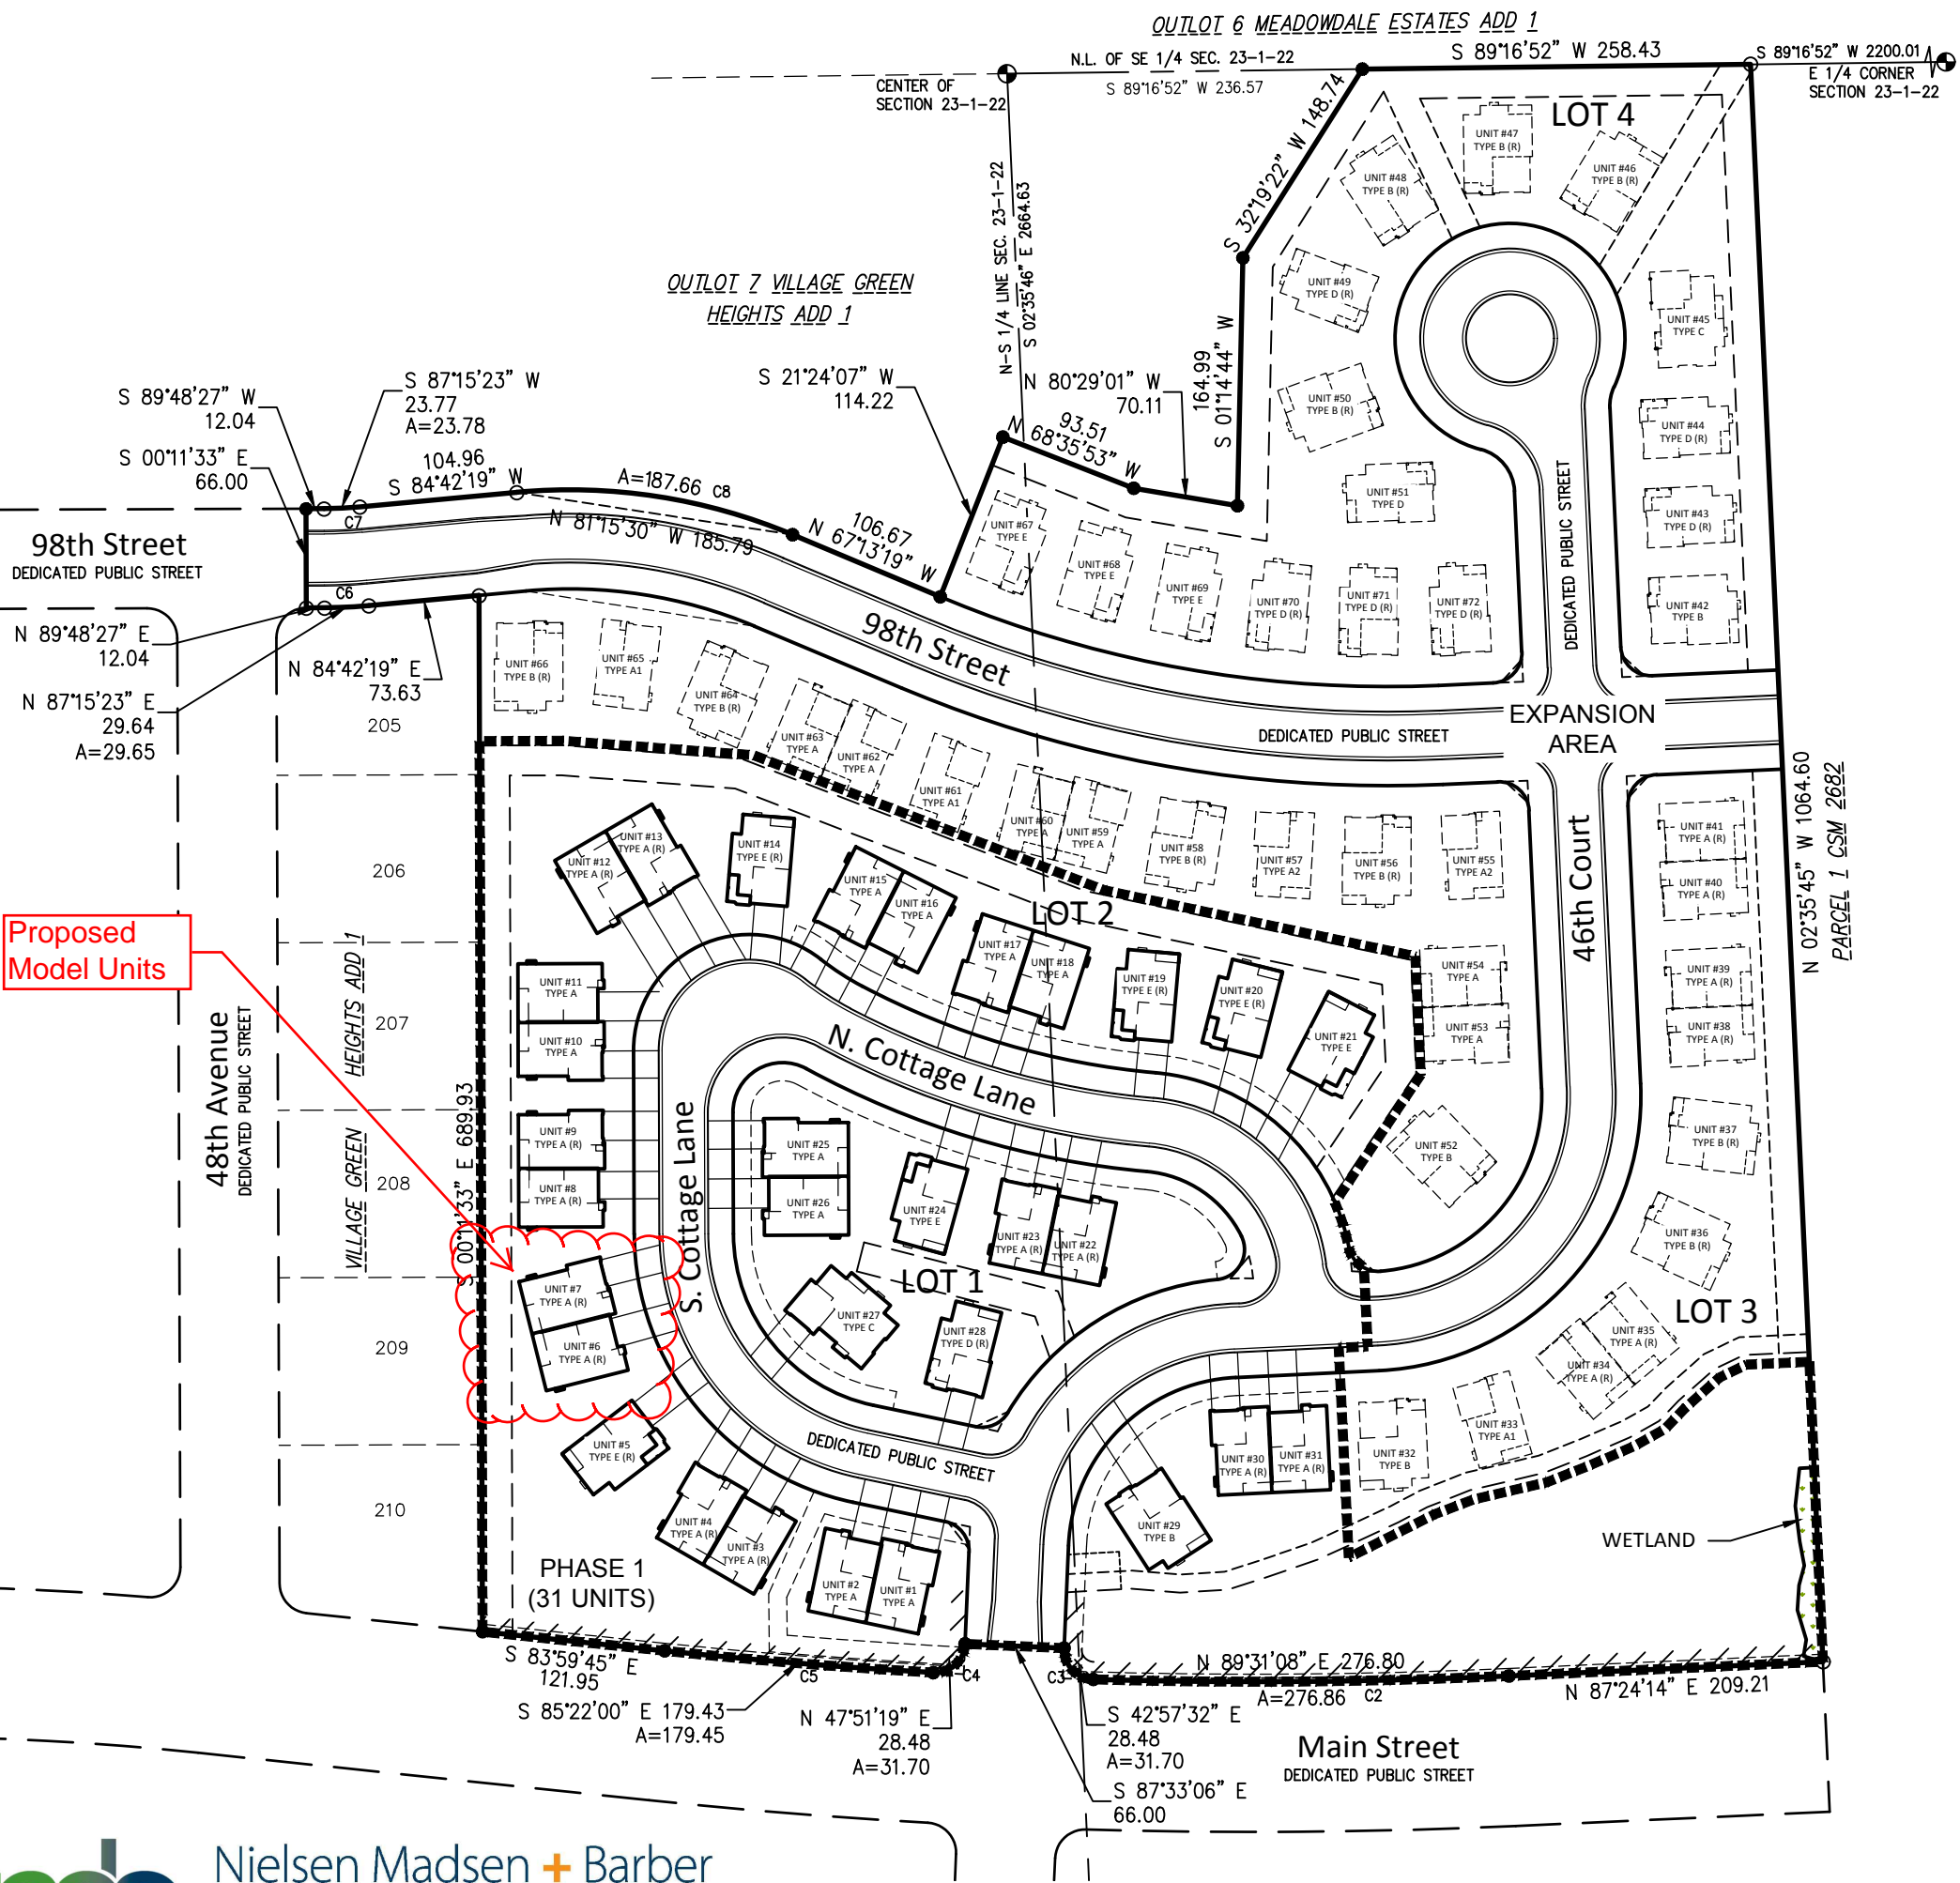 OUTLOT 6 MEADOWDALE ESTATES ADD 1
N.L. OF SE 1/4 SEC. 23-1-22
S 89°16'52" W 236.57
S 89°16'52" W 258.43
S 89°16'52" W 2200.01
E 1/4 CORNER
SECTION 23-1-22
CENTER OF
SECTION 23-1-22
N-S 1/4 LINE SEC. 23-1-22
S 02°35'46" E 2664.63
S 32°19'22" W 148.74
LOT 4
UNIT #47
TYPE B (R)
UNIT #46
TYPE B (R)
UNIT #48
TYPE B (R)
UNIT #49
TYPE D (R)
UNIT #45
TYPE C
UNIT #50
TYPE B (R)
UNIT #44
TYPE D (R)
UNIT #51
TYPE D
UNIT #43
TYPE D (R)
UNIT #42
TYPE B
DEDICATED PUBLIC STREET
OUTLOT 7 VILLAGE GREEN
HEIGHTS ADD 1
S 01°14'44" W
164.99
N 80°29'01" W
70.11
93.51
N 68°35'53" W
S 21°24'07" W
114.22
S 89°48'27" W
12.04
S 87°15'23" W
23.77
A=23.78
S 00°11'33" E
66.00
104.96
S 84°42'19" W
A=187.66 C8
N 81°15'30" W 185.79
106.67
N 67°13'19" W
C7
C6
98th Street
DEDICATED PUBLIC STREET
N 89°48'27" E
12.04
N 87°15'23" E
29.64
A=29.65
N 84°42'19" E
73.63
UNIT #67
TYPE E
UNIT #68
TYPE E
UNIT #69
TYPE E
UNIT #70
TYPE D (R)
UNIT #71
TYPE D (R)
UNIT #72
TYPE D (R)
98th Street
DEDICATED PUBLIC STREET
EXPANSION
AREA
UNIT #66
TYPE B (R)
UNIT #65
TYPE A1
UNIT #64
TYPE B (R)
UNIT #63
TYPE A
UNIT #62
TYPE A
UNIT #61
TYPE A1
UNIT #60
TYPE A
UNIT #59
TYPE A
UNIT #58
TYPE B (R)
UNIT #57
TYPE A2
UNIT #56
TYPE B (R)
UNIT #55
TYPE A2
46th Court
UNIT #41
TYPE A (R)
UNIT #40
TYPE A (R)
UNIT #39
TYPE A (R)
UNIT #38
TYPE A (R)
UNIT #37
TYPE B (R)
UNIT #36
TYPE B (R)
N 02°35'45" W 1064.60
PARCEL 1 CSM 2682
UNIT #54
TYPE A
UNIT #53
TYPE A
UNIT #52
TYPE B
205
206
207
208
209
210
Proposed
Model Units
48th Avenue
DEDICATED PUBLIC STREET
VILLAGE GREEN HEIGHTS ADD 1
S 00°11'33" E 689.93
UNIT #13
TYPE A (R)
UNIT #12
TYPE A (R)
UNIT #14
TYPE E (R)
UNIT #15
TYPE A
UNIT #16
TYPE A
LOT 2
UNIT #17
TYPE A
UNIT #18
TYPE A
UNIT #19
TYPE E (R)
UNIT #20
TYPE E (R)
UNIT #21
TYPE E
UNIT #11
TYPE A
UNIT #10
TYPE A
UNIT #9
TYPE A (R)
UNIT #8
TYPE A (R)
UNIT #7
TYPE A (R)
UNIT #6
TYPE A (R)
UNIT #5
TYPE E (R)
UNIT #4
TYPE A (R)
UNIT #3
TYPE A (R)
UNIT #2
TYPE A
UNIT #1
TYPE A
N. Cottage Lane
S. Cottage Lane
UNIT #25
TYPE A
UNIT #26
TYPE A
UNIT #24
TYPE E
UNIT #23
TYPE A (R)
UNIT #22
TYPE A (R)
LOT 1
UNIT #27
TYPE C
UNIT #28
TYPE D (R)
DEDICATED PUBLIC STREET
LOT 3
UNIT #35
TYPE A (R)
UNIT #34
TYPE A (R)
UNIT #33
TYPE A1
UNIT #32
TYPE B
UNIT #30
TYPE A (R)
UNIT #31
TYPE A (R)
UNIT #29
TYPE B
WETLAND
PHASE 1
(31 UNITS)
S 83°59'45" E
121.95
S 85°22'00" E 179.43
A=179.45
C5
C4
N 47°51'19" E
28.48
A=31.70
C3
S 42°57'32" E
28.48
A=31.70
S 87°33'06" E
66.00
N 89°31'08" E 276.80
A=276.86 C2
N 87°24'14" E 209.21
Main Street
DEDICATED PUBLIC STREET
Nielsen Madsen + Barber